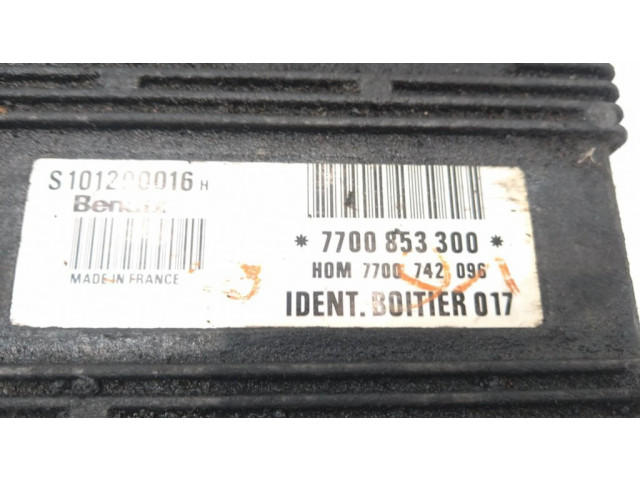 S101200016 H
Bendix
MADE IN FRANCE
* 7700 853 300 *
HOM 7700 742 096
IDENT. BOITIER 017